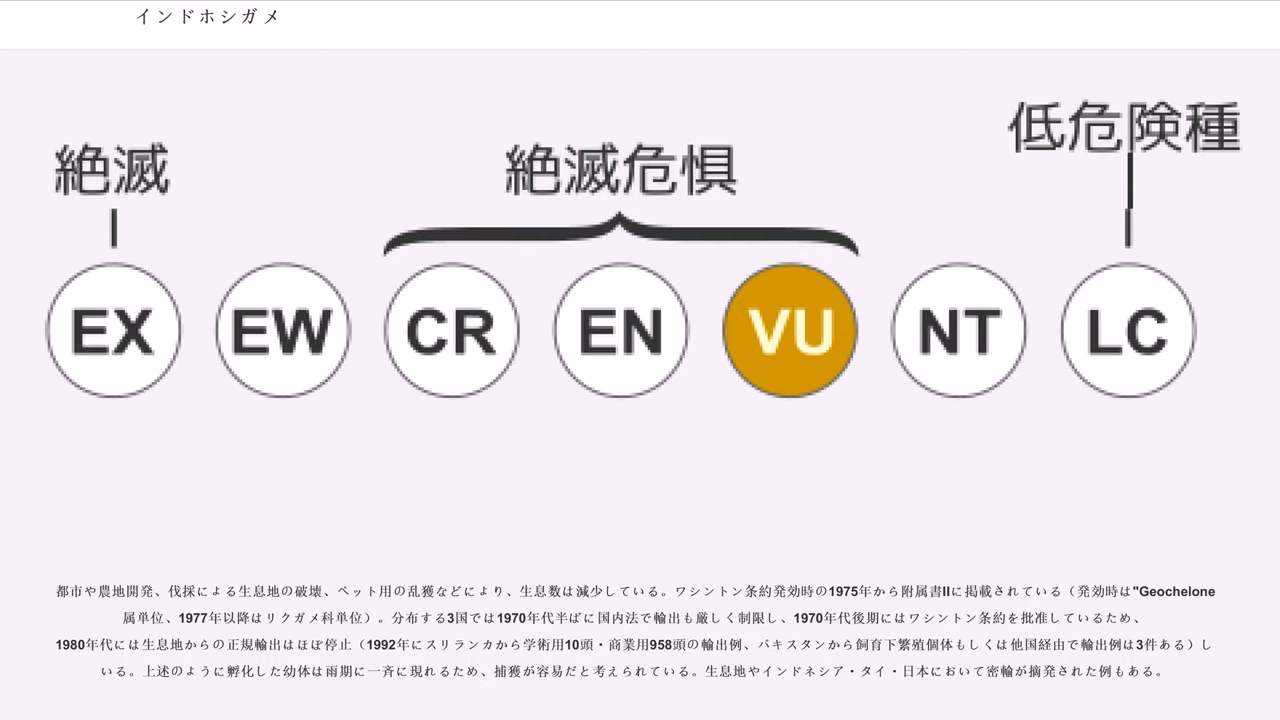 インドホシガメ
低危険種
絶滅
絶滅危惧
EX EW CR EN VU NT LC
都市や農地開発、伐採による生息地の破壊、ペット用の乱獲などにより、生息数は減少している。ワシントン条約発効時の1975年から附属書IIに掲載されている（発効時は"Geochelone
属単位、1977年以降はリクガメ科単位）。分布する3国では1970年代半ばに国内法で輸出も厳しく制限し、1970年代後期にはワシントン条約を批准しているため、
1980年代には生息地からの正規輸出はほぼ停止（1992年にスリランカから学術用10頭・商業用958頭の輸出例、パキスタンから飼育下繁殖個体もしくは他国経由で輸出例は3件ある）し
いる。上述のように孵化した幼体は雨期に一斉に現れるため、捕獲が容易だと考えられている。生息地やインドネシア・タイ・日本において密輸が摘発された例もある。